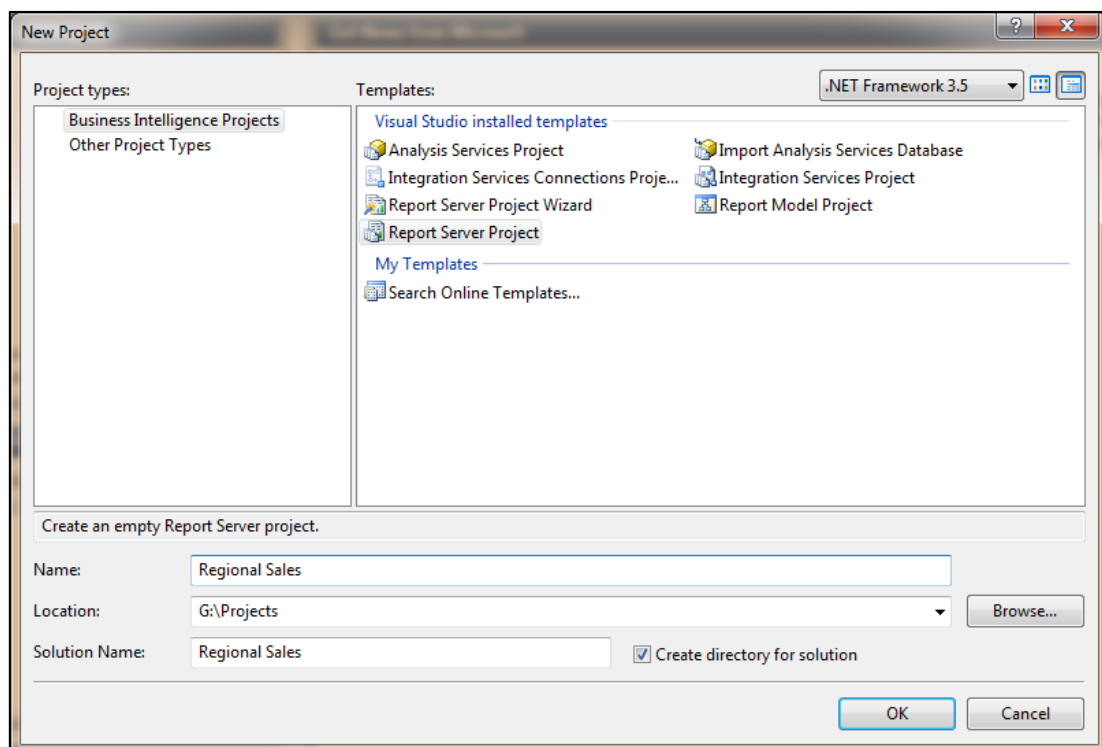 New Project
Project types:
Templates:
.NET Framework 3.5
Business Intelligence Projects
Other Project Types
Visual Studio installed templates
Analysis Services Project
Import Analysis Services Database
Integration Services Connections Proje...
Integration Services Project
Report Server Project Wizard
Report Model Project
Report Server Project
My Templates
Search Online Templates...
Create an empty Report Server project.
Name:
Regional Sales
Location:
G:\Projects
Browse...
Solution Name:
Regional Sales
Create directory for solution
OK
Cancel